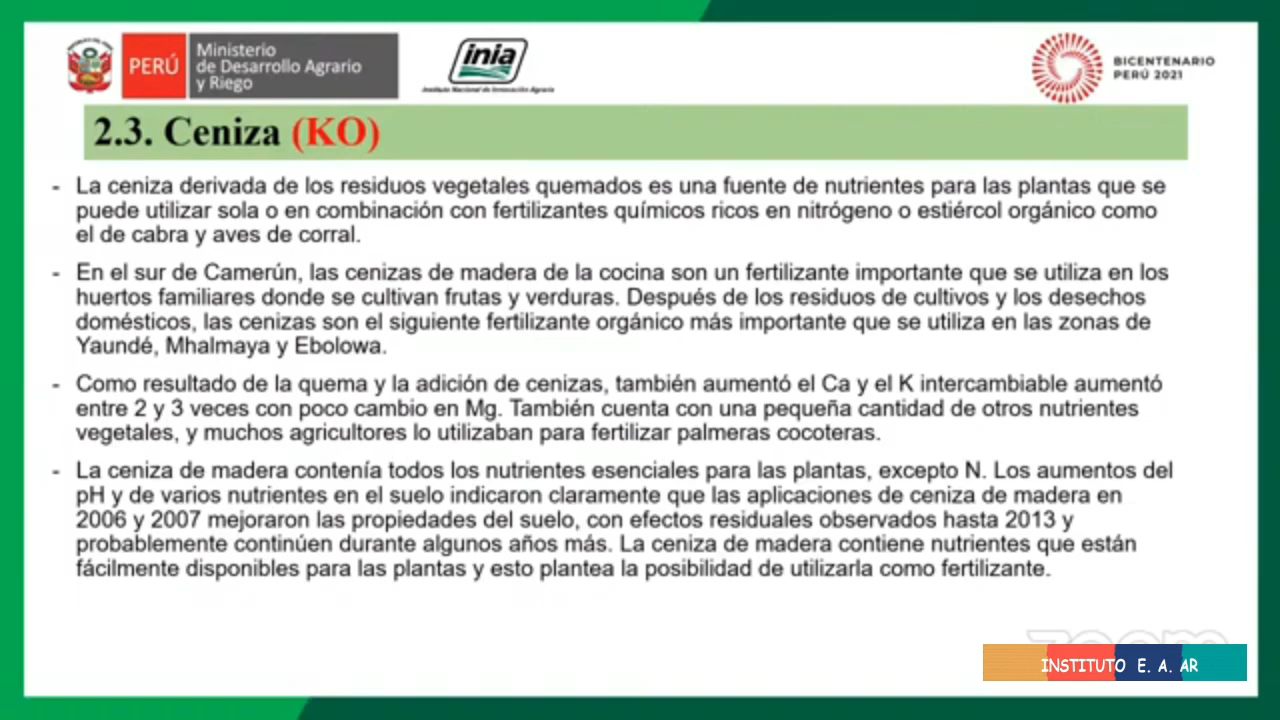 PERÚ
Ministerio
de Desarrollo Agrario
y Riego
inia
Instituto Nacional de Innovación Agraria
BICENTENARIO
PERÚ 2021
2.3. Ceniza (KO)
- La ceniza derivada de los residuos vegetales quemados es una fuente de nutrientes para las plantas que se
puede utilizar sola o en combinación con fertilizantes químicos ricos en nitrógeno o estiércol orgánico como
el de cabra y aves de corral.
- En el sur de Camerún, las cenizas de madera de la cocina son un fertilizante importante que se utiliza en los
huertos familiares donde se cultivan frutas y verduras. Después de los residuos de cultivos y los desechos
domésticos, las cenizas son el siguiente fertilizante orgánico más importante que se utiliza en las zonas de
Yaundé, Mhalmaya y Ebolowa.
- Como resultado de la quema y la adición de cenizas, también aumentó el Ca y el K intercambiable aumentó
entre 2 y 3 veces con poco cambio en Mg. También cuenta con una pequeña cantidad de otros nutrientes
vegetales, y muchos agricultores lo utilizaban para fertilizar palmeras cocoteras.
- La ceniza de madera contenía todos los nutrientes esenciales para las plantas, excepto N. Los aumentos del
pH y de varios nutrientes en el suelo indicaron claramente que las aplicaciones de ceniza de madera en
2006 y 2007 mejoraron las propiedades del suelo, con efectos residuales observados hasta 2013 y
probablemente continúen durante algunos años más. La ceniza de madera contiene nutrientes que están
fácilmente disponibles para las plantas y esto plantea la posibilidad de utilizarla como fertilizante.
zoom
INSTITUTO E. A. AR